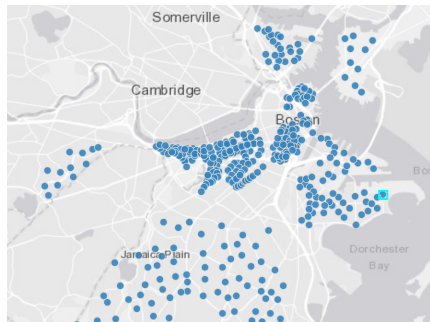 Somerville
Cambridge
Boston
Jamaica Plain
Dorchester
Bay